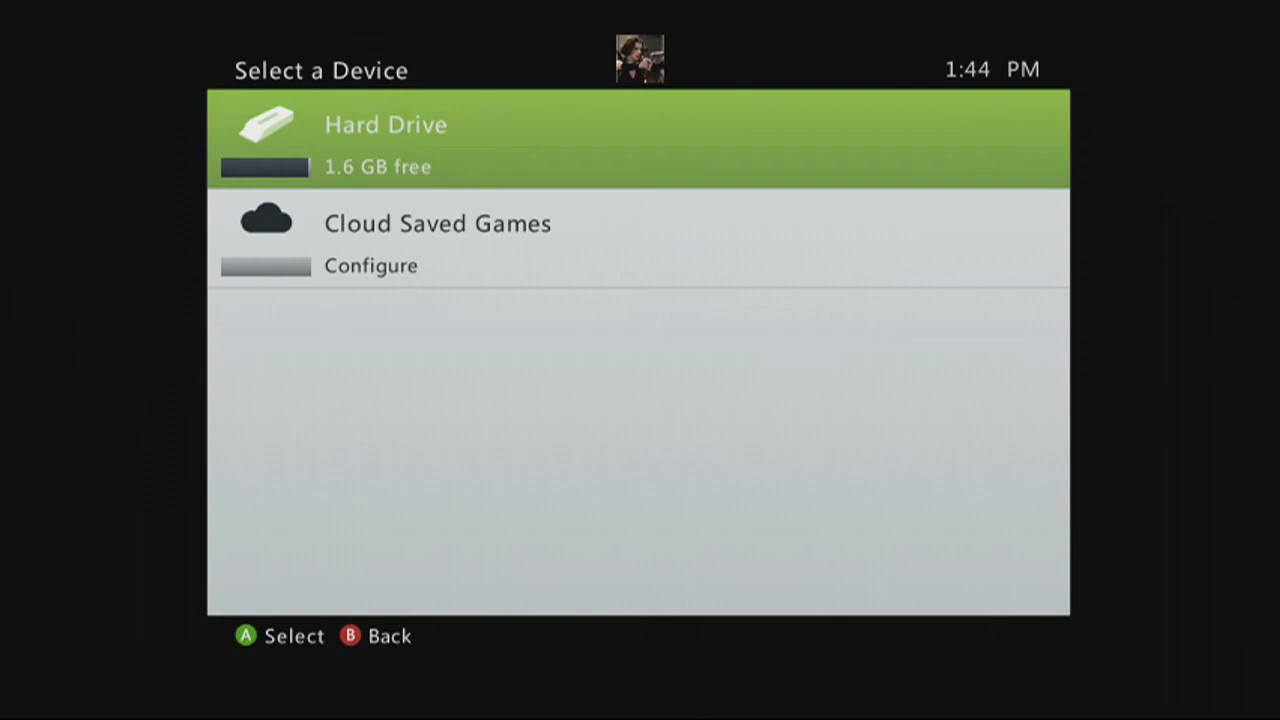 Select a Device
1:44 PM
Hard Drive
1.6 GB free
Cloud Saved Games
Configure
A Select B Back